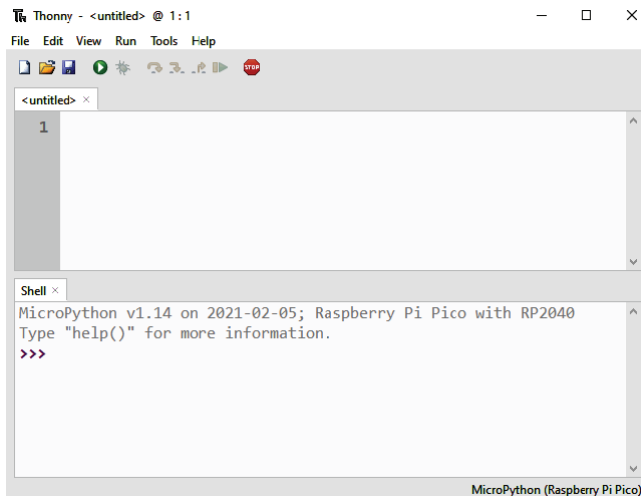 Thonny - <untitled> @ 1:1
File Edit View Run Tools Help
STOP
<untitled> ×
1
Shell ×
MicroPython v1.14 on 2021-02-05; Raspberry Pi Pico with RP2040
Type "help()" for more information.
>>>
MicroPython (Raspberry Pi Pico)